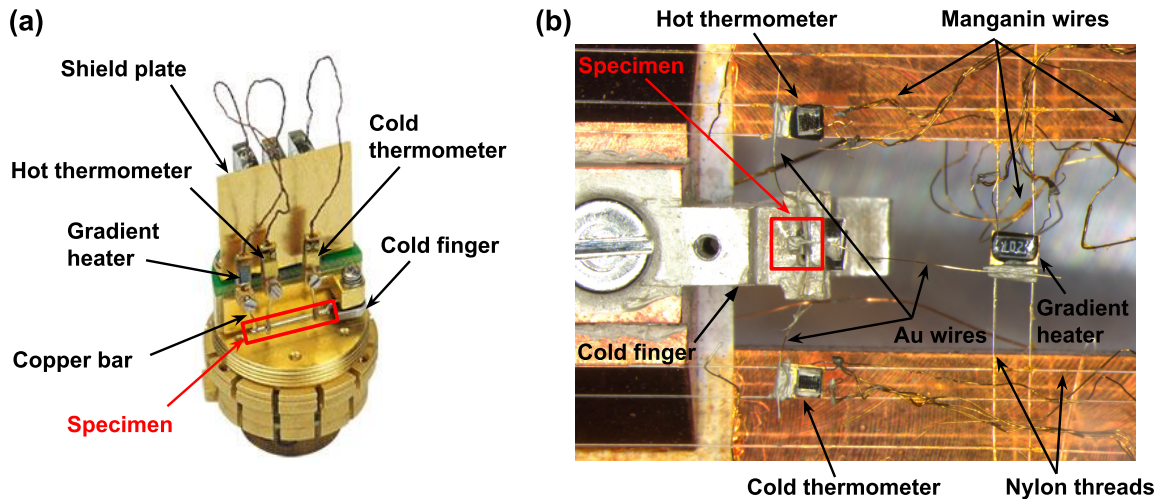 (a)
Shield plate
Cold
thermometer
Hot thermometer
Gradient
heater
Cold finger
Copper bar
Specimen
(b)
Hot thermometer
Manganin wires
Specimen
Gradient
heater
Au wires
Cold finger
Cold thermometer
Nylon threads